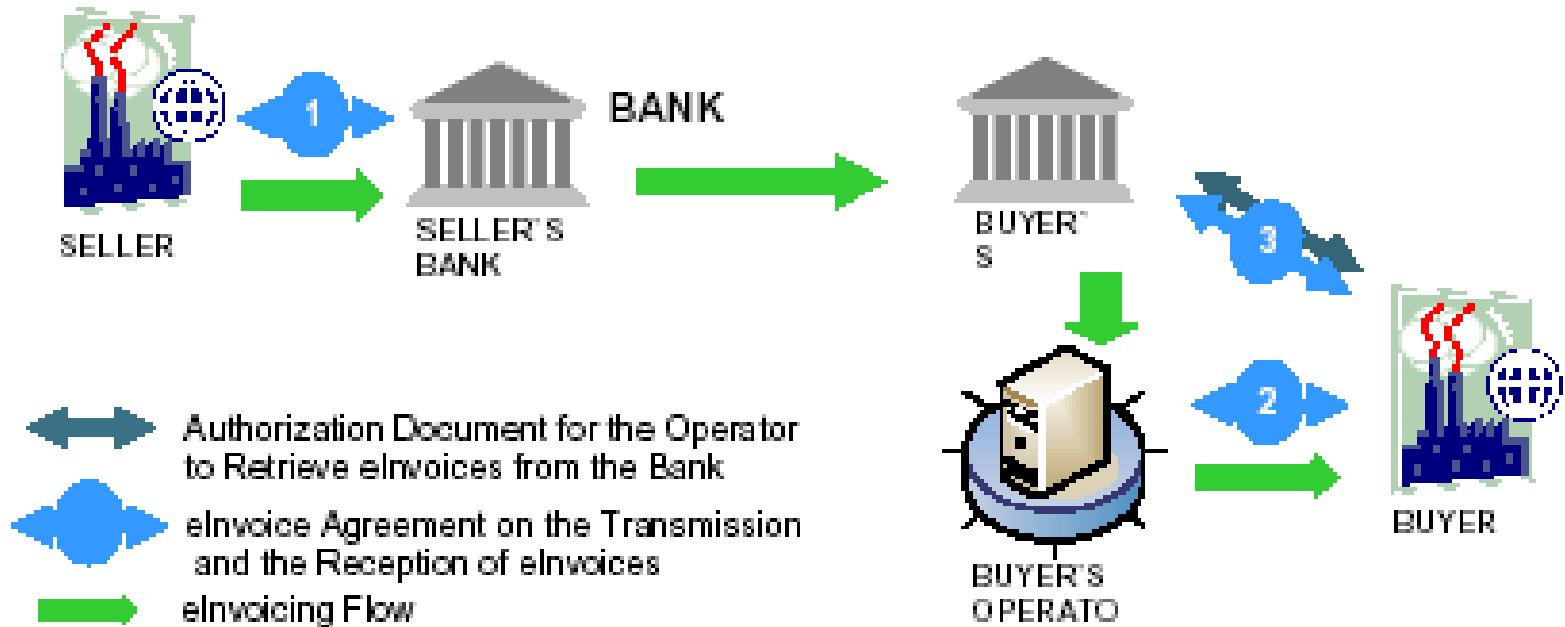 1
BANK
SELLER
SELLER'S
BANK
BUYER'
S
3
2
Authorization Document for the Operator
to Retrieve eInvoices from the Bank
eInvoice Agreement on the Transmission
and the Reception of eInvoices
eInvoicing Flow
BUYER'S
OPERATO
BUYER